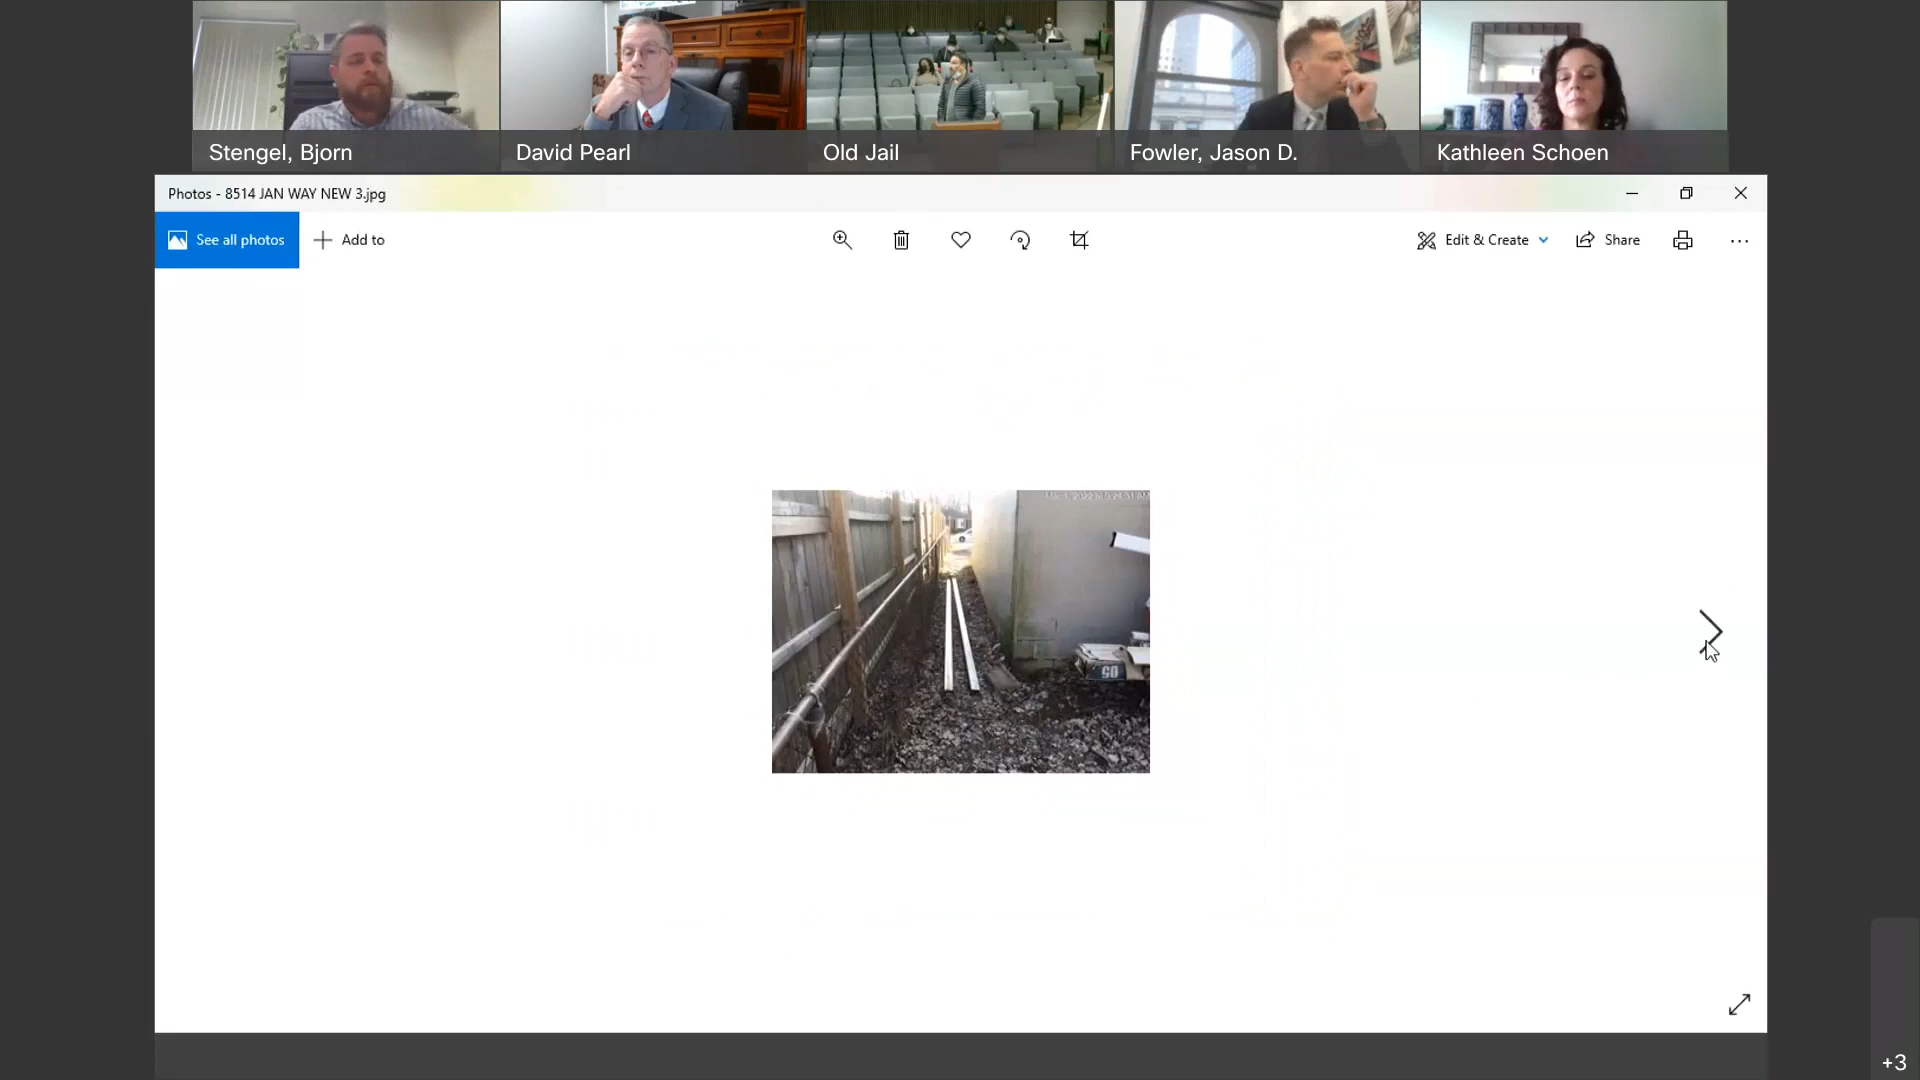 Stengel, Bjorn
David Pearl
Old Jail
Fowler, Jason D.
Kathleen Schoen
Photos - 8514 JAN WAY NEW 3.jpg
See all photos
Add to
Edit & Create
Share
50
+3